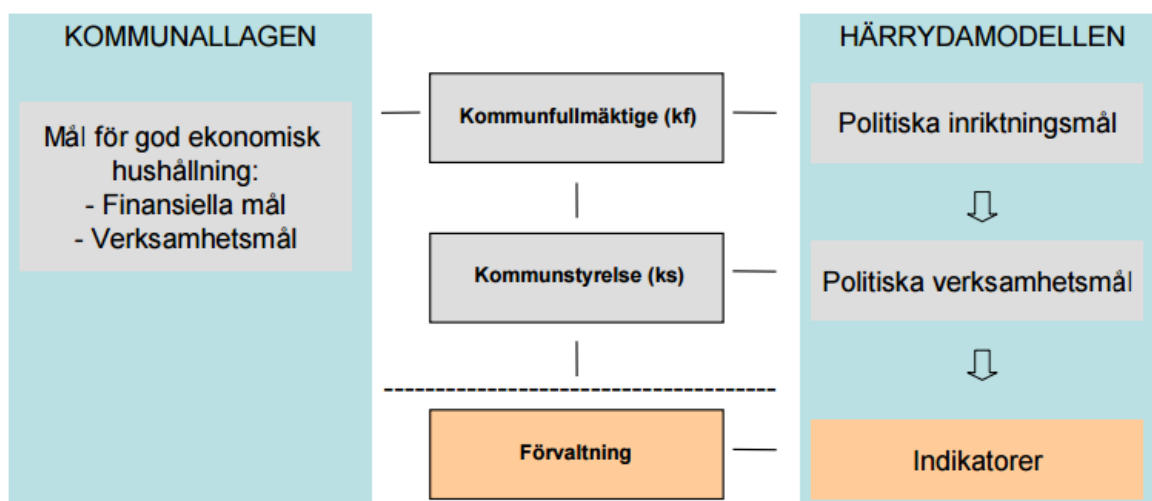 KOMMUNALLAGEN
Mål för god ekonomisk
hushållning:
- Finansiella mål
- Verksamhetsmål
Kommunfullmäktige (kf)
Kommunstyrelse (ks)
Förvaltning
HÄRRYDAMODELLEN
Politiska inriktningsmål
Politiska verksamhetsmål
Indikatorer